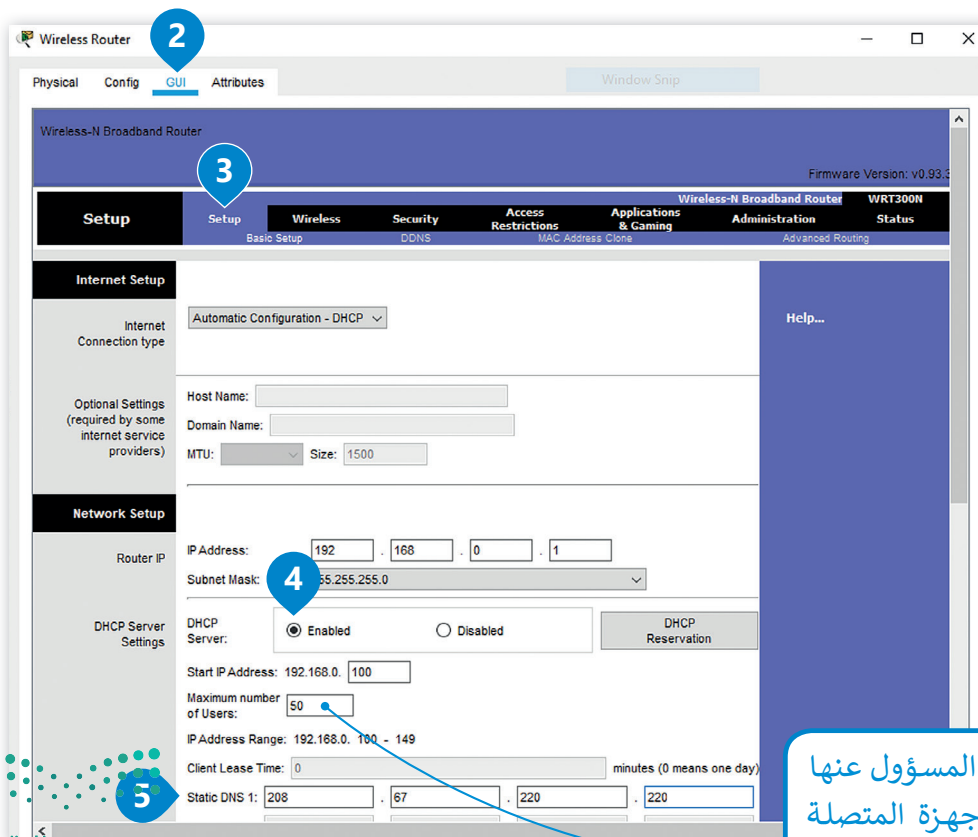 Wireless Router
2
Physical Config GUI Attributes
Window Snip
Wireless-N Broadband Router
3
Firmware Version: v0.93.3
Wireless-N Broadband Router WRT300N
Setup Setup Wireless Security Access Restrictions Applications & Gaming Administration Status
Basic Setup DDNS MAC Address Clone Advanced Routing
Internet Setup
Internet Connection type
Automatic Configuration - DHCP
Help...
Optional Settings (required by some internet service providers)
Host Name:
Domain Name:
MTU: Size: 1500
Network Setup
Router IP
IP Address: 192 . 168 . 0 . 1
Subnet Mask: 55.255.255.0
4
DHCP Server Settings
DHCP Server: Enabled Disabled DHCP Reservation
Start IP Address: 192.168.0. 100
Maximum number of Users: 50
IP Address Range: 192.168.0. 100 - 149
Client Lease Time: 0 minutes (0 means one day)
5
Static DNS 1: 208 . 67 . 220 . 220
المسؤول عنها
جهزة المتصلة